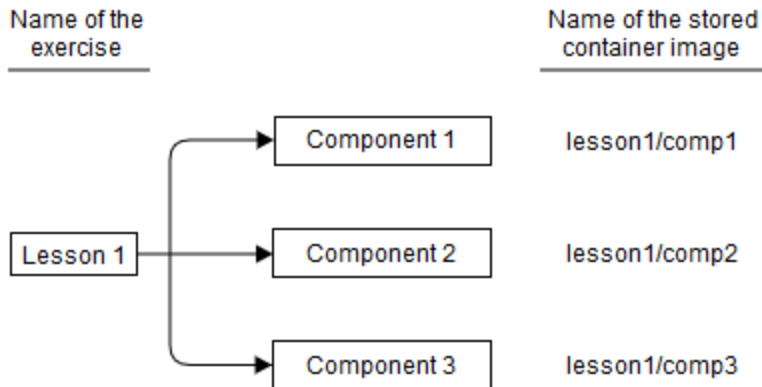 Name of the
exercise
Name of the stored
container image
Component 1
lesson1/comp1
Lesson 1
Component 2
lesson1/comp2
Component 3
lesson1/comp3